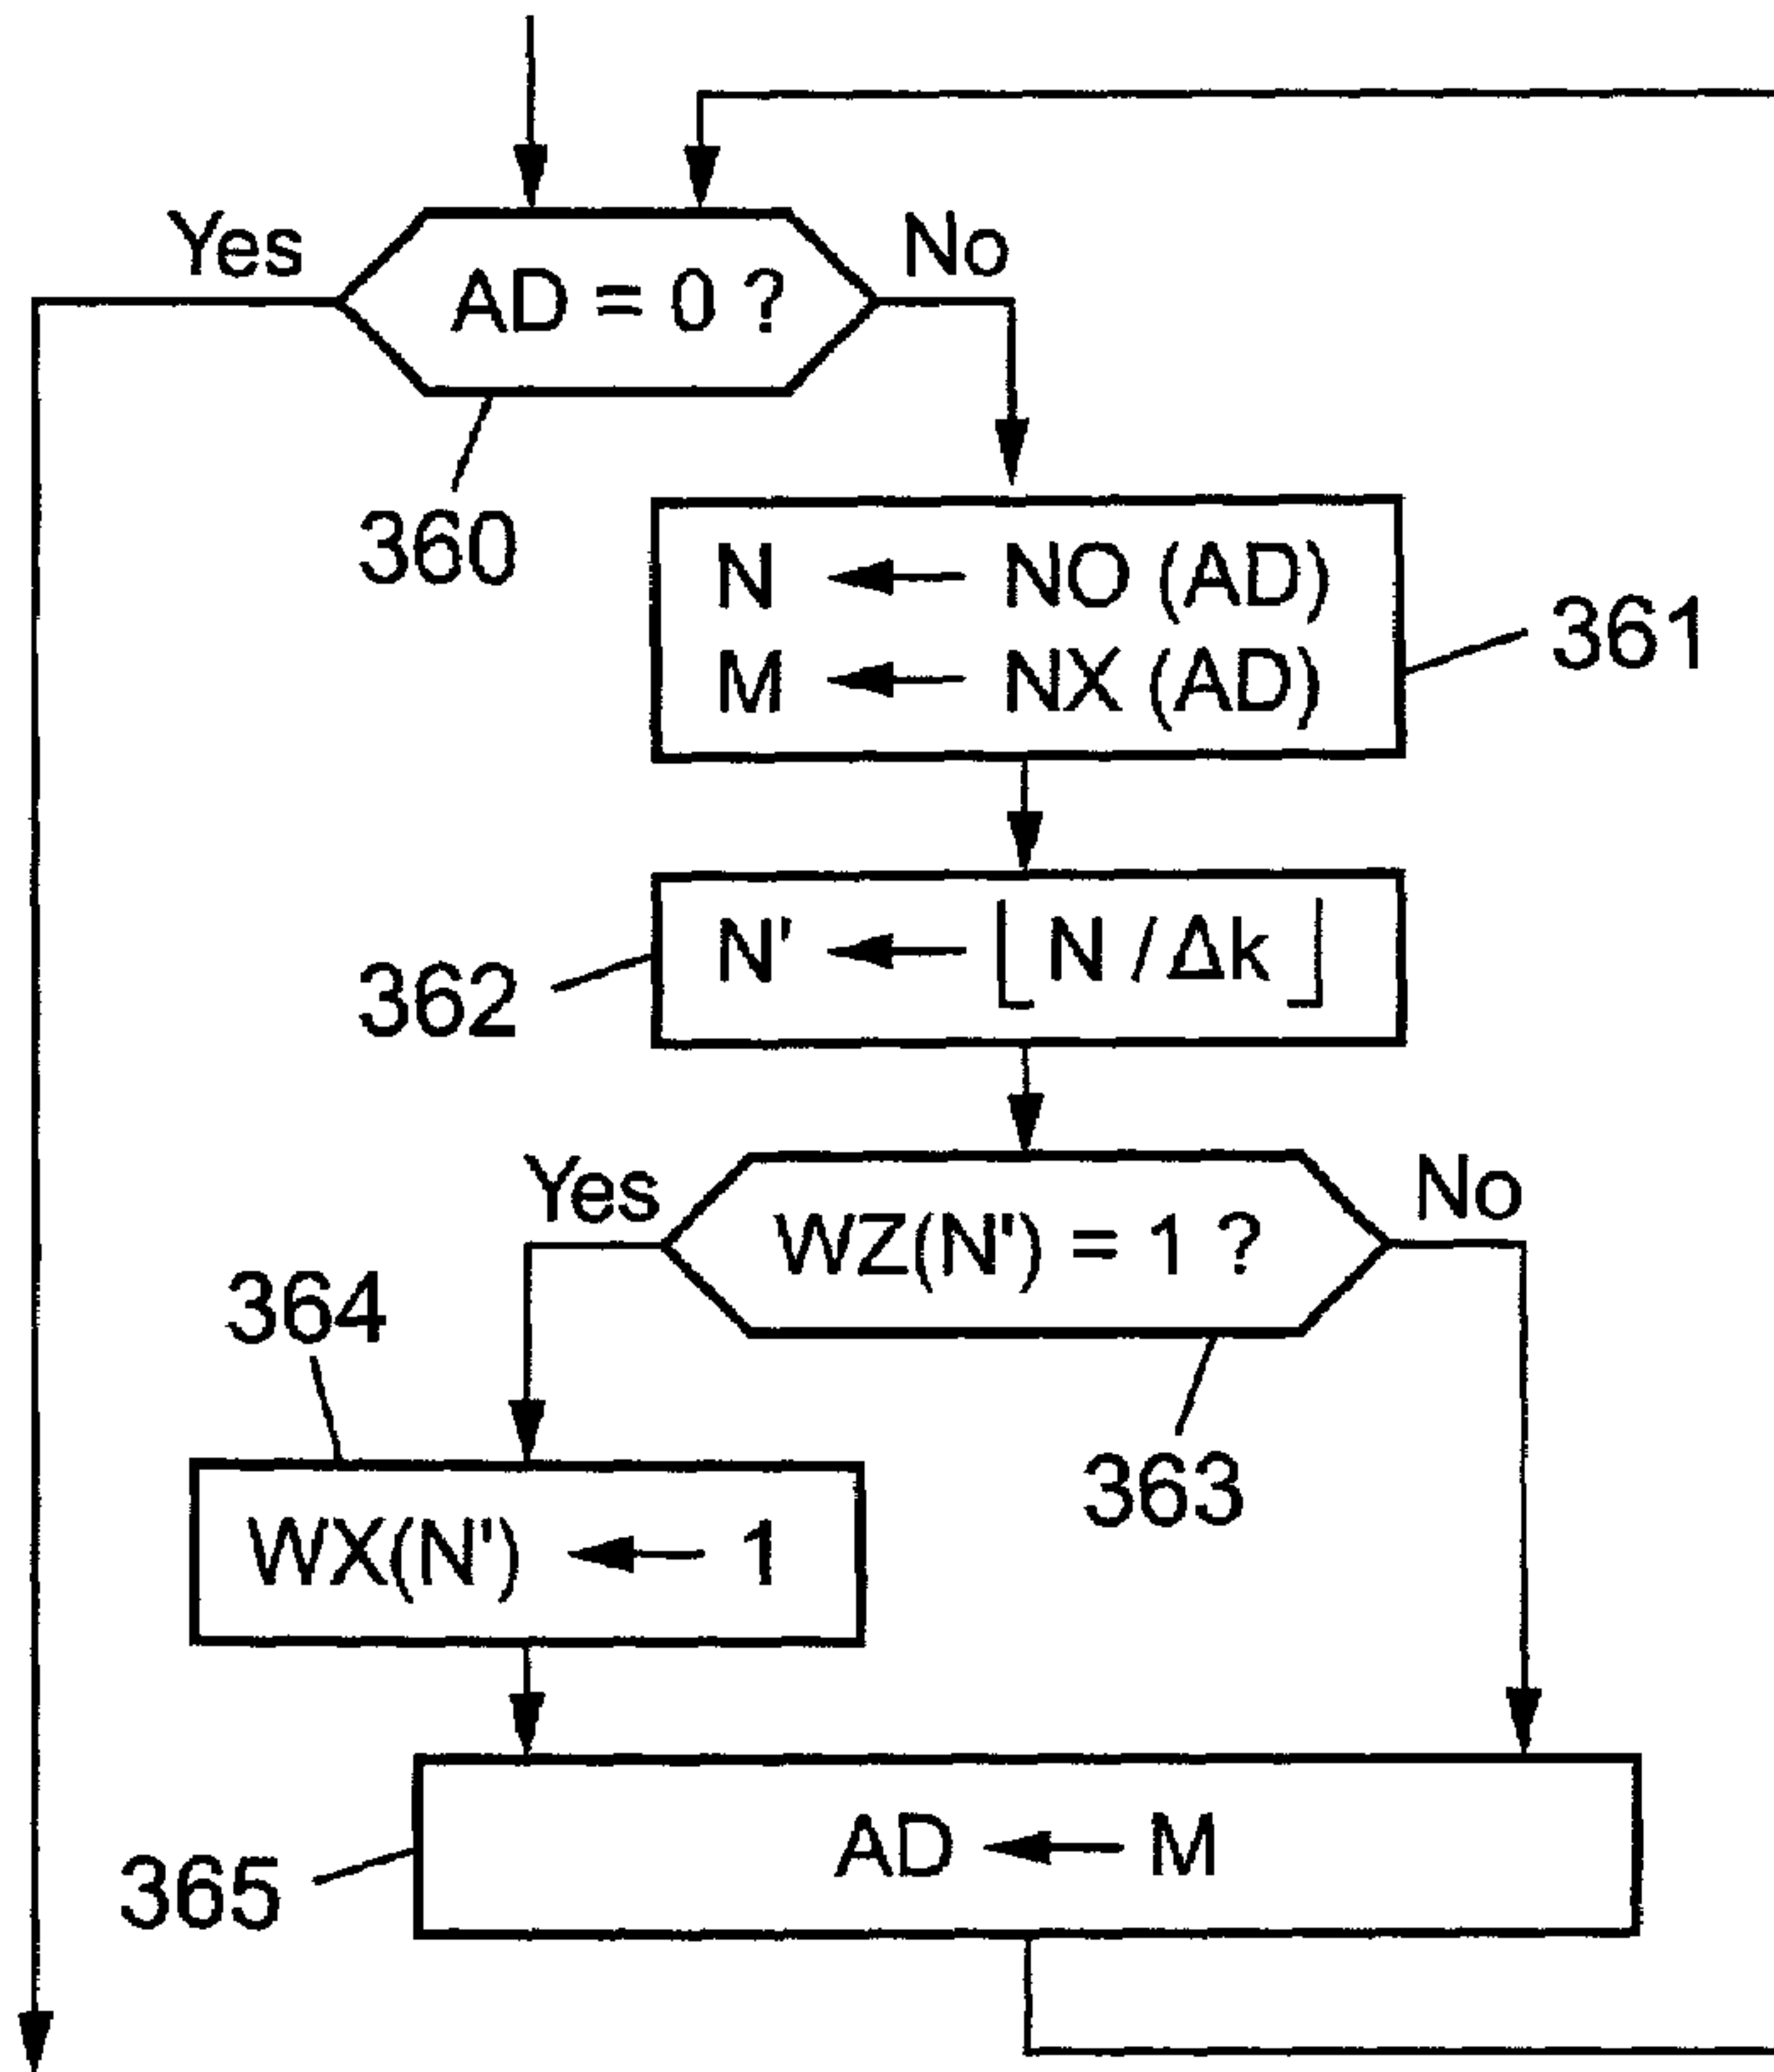 Yes
No
AD = 0 ?
360
N ← NO (AD)
M ← NX (AD)
361
N' ← ⌊ N /Δk ⌋
362
Yes
No
WZ(N') = 1 ?
364
363
WX(N') ← 1
AD ← M
365